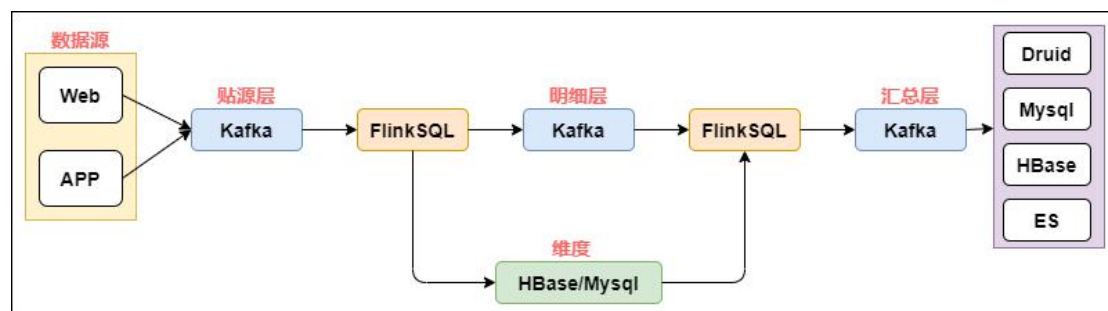 数据源
Web
APP
贴源层
Kafka
FlinkSQL
明细层
Kafka
FlinkSQL
汇总层
Kafka
维度
HBase/Mysql
Druid
Mysql
HBase
ES